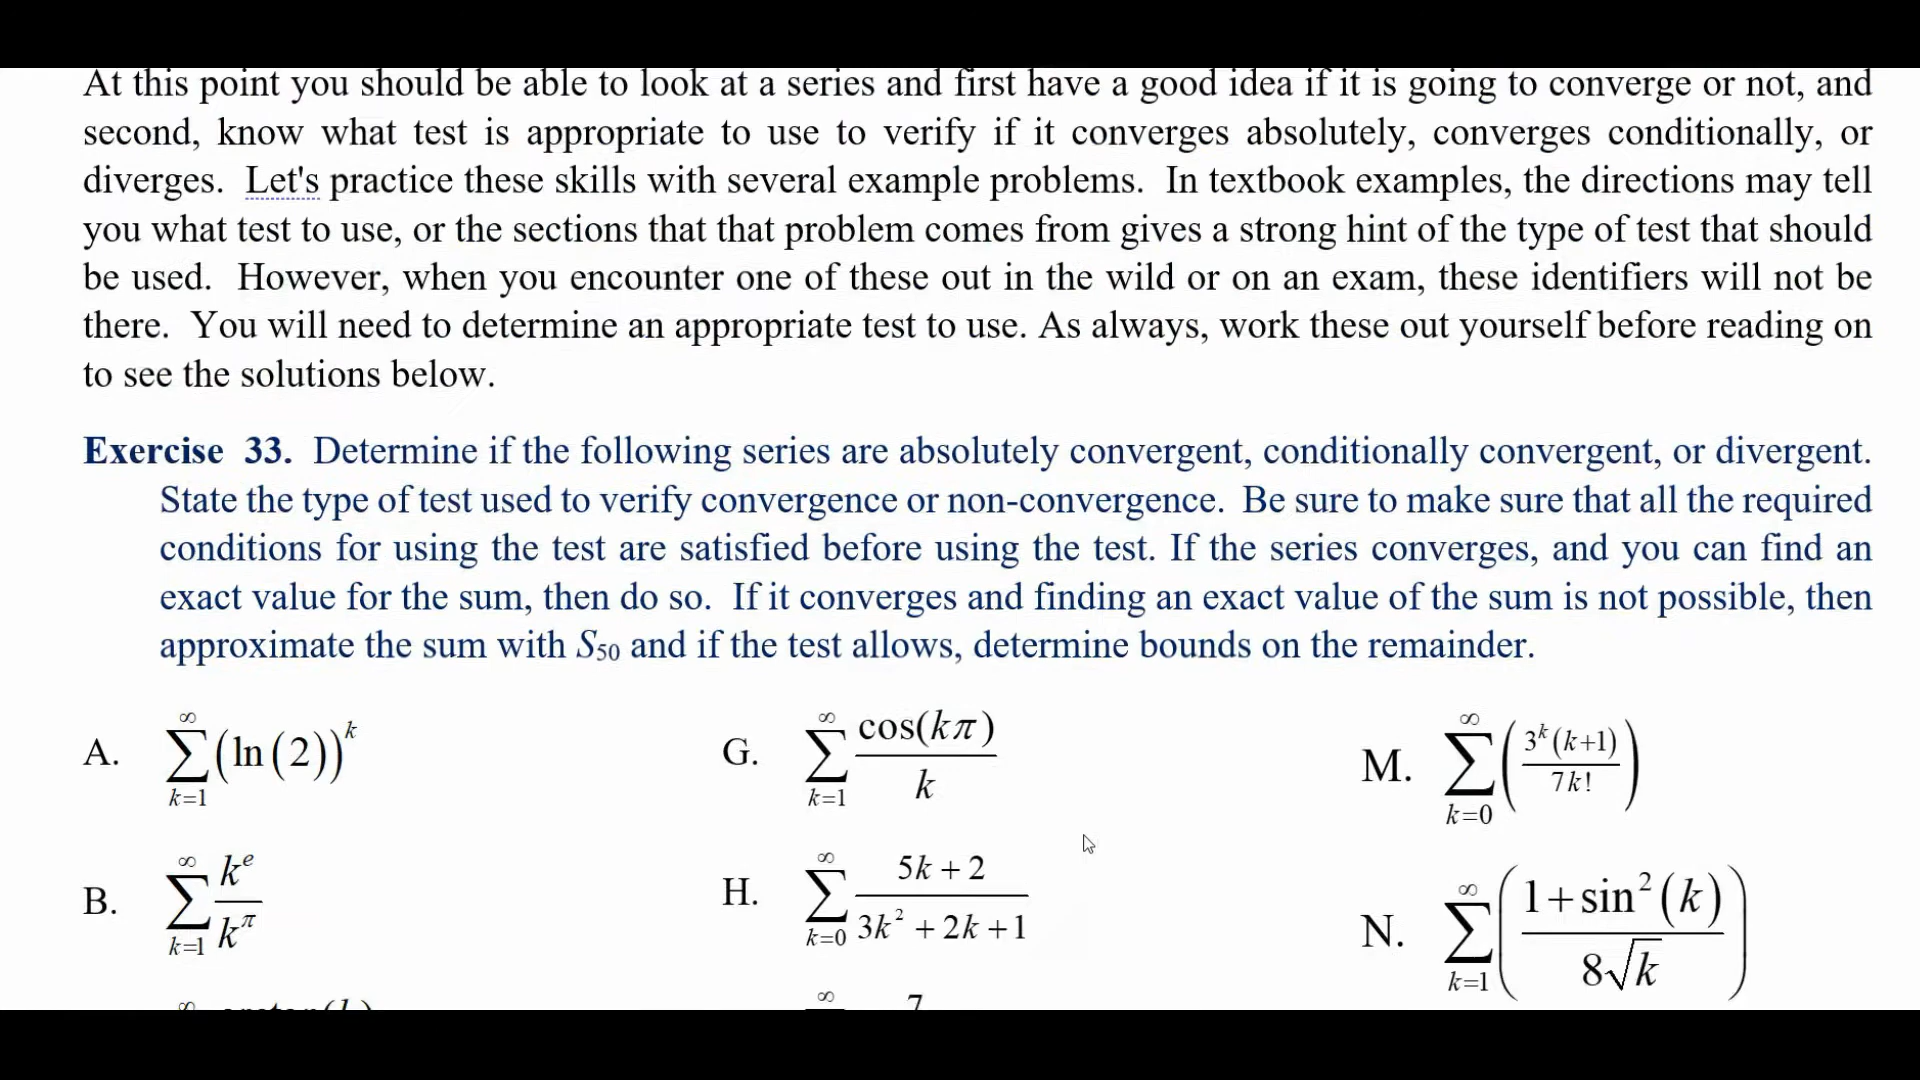 At this point you should be able to look at a series and first have a good idea if it is going to converge or not, and
second, know what test is appropriate to use to verify if it converges absolutely, converges conditionally, or
diverges. Let's practice these skills with several example problems. In textbook examples, the directions may tell
you what test to use, or the sections that that problem comes from gives a strong hint of the type of test that should
be used. However, when you encounter one of these out in the wild or on an exam, these identifiers will not be
there. You will need to determine an appropriate test to use. As always, work these out yourself before reading on
to see the solutions below.
Exercise 33. Determine if the following series are absolutely convergent, conditionally convergent, or divergent.
State the type of test used to verify convergence or non-convergence. Be sure to make sure that all the required
conditions for using the test are satisfied before using the test. If the series converges, and you can find an
exact value for the sum, then do so. If it converges and finding an exact value of the sum is not possible, then
approximate the sum with S₅₀ and if the test allows, determine bounds on the remainder.
A. ∑_{k=1}^{∞} (ln(2))^k
B. ∑_{k=1}^{∞} k^e / k^π
G. ∑_{k=1}^{∞} cos(kπ) / k
H. ∑_{k=0}^{∞} (5k + 2) / (3k² + 2k + 1)
∞ 7
M. ∑_{k=0}^{∞} (3^k (k+1) / 7k!)
N. ∑_{k=1}^{∞} ((1 + sin²(k)) / 8√k)